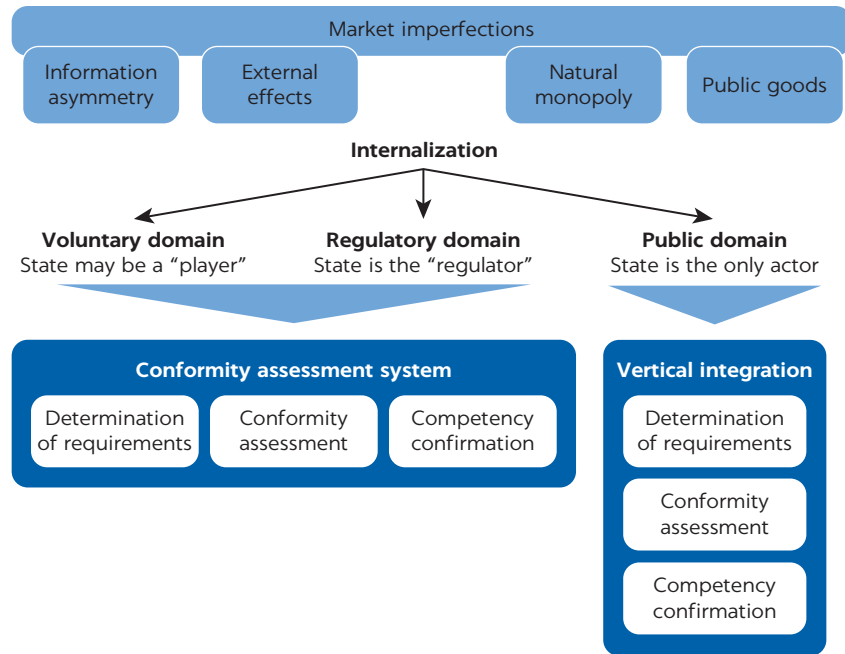 Market imperfections
Information
asymmetry
External
effects
Natural
monopoly
Public goods
Internalization
Voluntary domain
State may be a “player”
Regulatory domain
State is the “regulator”
Public domain
State is the only actor
Conformity assessment system
Determination
of requirements
Conformity
assessment
Competency
confirmation
Vertical integration
Determination
of requirements
Conformity
assessment
Competency
confirmation